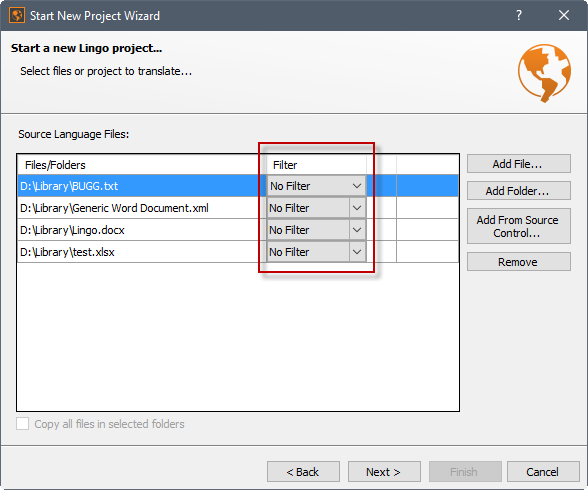 Start New Project Wizard
?
Start a new Lingo project...
Select files or project to translate...
Source Language Files:
Files/Folders Filter
D:\Library\BUGG.txt No Filter
D:\Library\Generic Word Document.xml No Filter
D:\Library\Lingo.docx No Filter
D:\Library\test.xlsx No Filter
Add File...
Add Folder...
Add From Source
Control...
Remove
Copy all files in selected folders
< Back Next > Finish Cancel